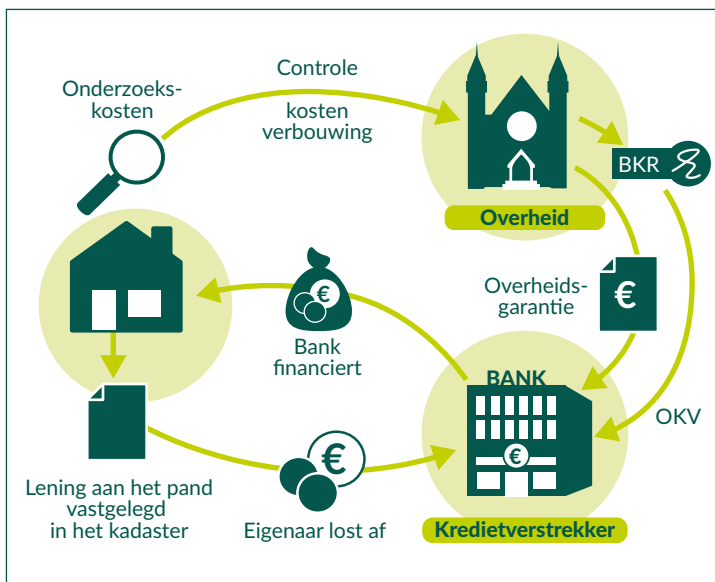 Onderzoeks-
kosten
Controle
kosten
verbouwing
BKR
Overheid
Overheids-
garantie
€
€
Bank
financiert
BANK
€
OKV
€
Lening aan het pand
vastgelegd
in het kadaster
Eigenaar lost af
Kredietverstrekker